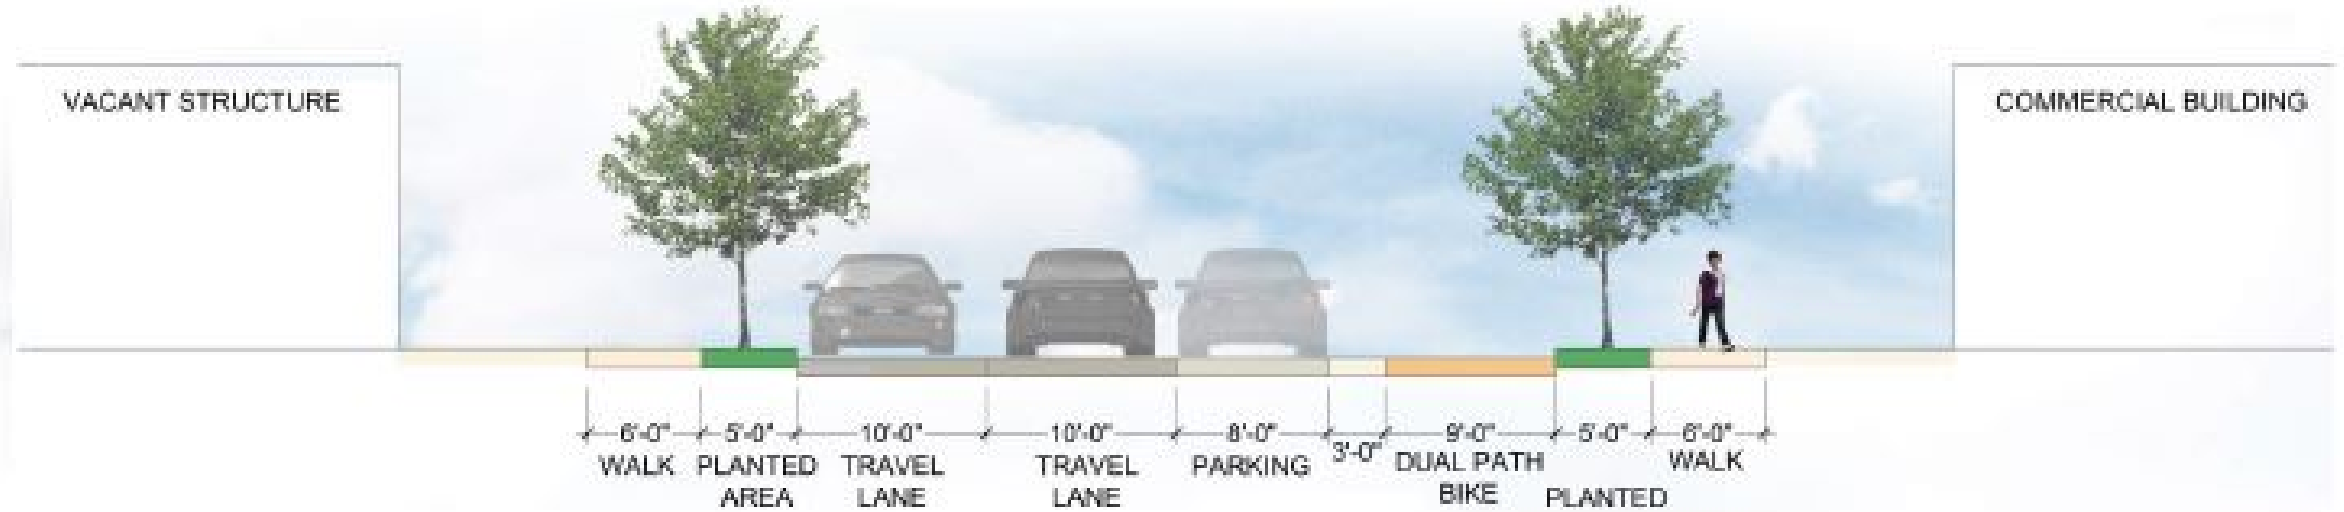 VACANT STRUCTURE
COMMERCIAL BUILDING
6'-0" 5'-0" 10'-0" 10'-0" 8'-0" 3'-0" 9'-0" 5'-0" 6'-0"
WALK PLANTED TRAVEL TRAVEL PARKING DUAL PATH WALK
AREA LANE LANE BIKE PLANTED